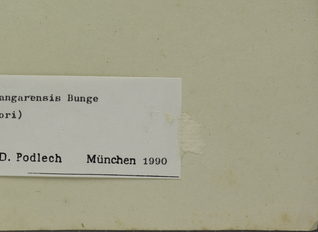 angarensis Bunge
ori)
D. Podlech München 1990